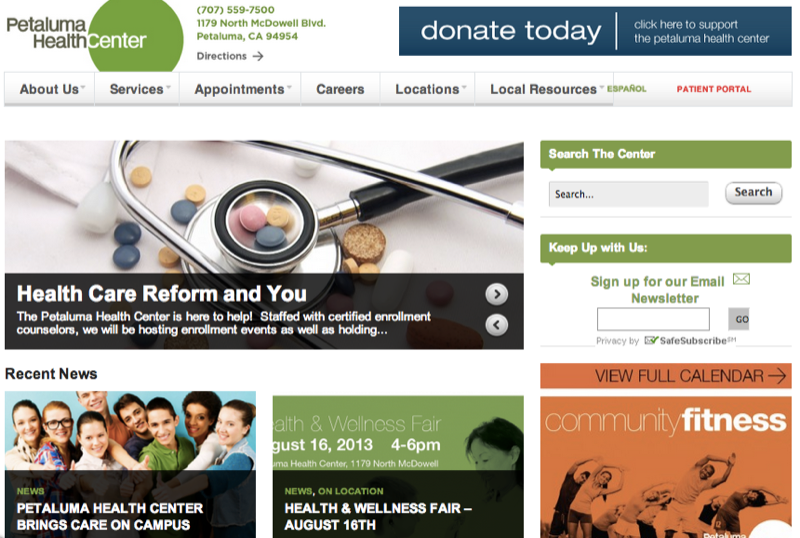 Petaluma
HealthCenter
(707) 559-7500
1179 North McDowell Blvd.
Petaluma, CA 94954
Directions →
donate today
click here to support
the petaluma health center
About Us
Services
Appointments
Careers
Locations
Local Resources
ESPAÑOL
PATIENT PORTAL
Health Care Reform and You
The Petaluma Health Center is here to help! Staffed with certified enrollment
counselors, we will be hosting enrollment events as well as holding...
Search The Center
Search...
Search
Keep Up with Us:
Sign up for our Email
Newsletter
GO
Privacy by SafeSubscribe SM
Recent News
NEWS
PETALUMA HEALTH CENTER
BRINGS CARE ON CAMPUS
alth & Wellness Fair
gust 16, 2013 4-6pm
uma Health Center, 1179 North McDowell
NEWS, ON LOCATION
HEALTH & WELLNESS FAIR –
AUGUST 16TH
VIEW FULL CALENDAR →
communityfitness
Petaluma